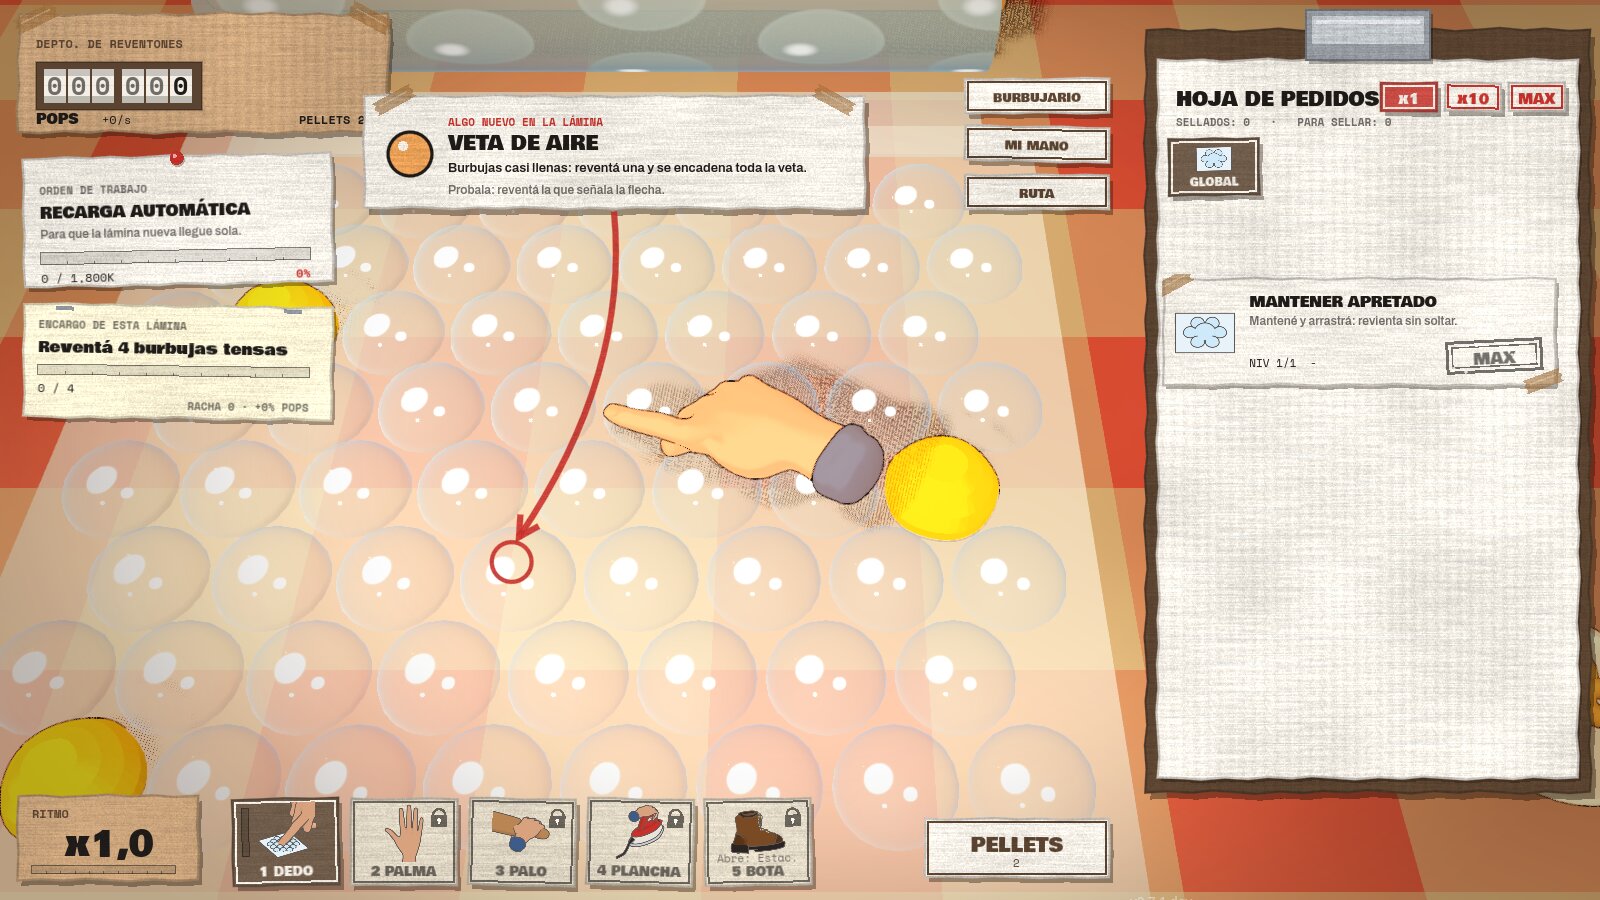 DEPTO. DE REVENTONES
000 000
POPS +0/s PELLETS 2
ORDEN DE TRABAJO
RECARGA AUTOMÁTICA
Para que la lámina nueva llegue sola.
0 / 1.800K 0%
ENCARGO DE ESTA LÁMINA
Reventá 4 burbujas tensas
0 / 4
RACHA 0 · +0% POPS
ALGO NUEVO EN LA LÁMINA
VETA DE AIRE
Burbujas casi llenas: reventá una y se encadena toda la veta.
Probala: reventá la que señala la flecha.
BURBUJARIO
MI MANO
RUTA
HOJA DE PEDIDOS x1 x10 MAX
SELLADOS: 0 · PARA SELLAR: 0
GLOBAL
MANTENER APRETADO
Mantené y arrastrá: revienta sin soltar.
NIV 1/1 -
MAX
RITMO
x1,0
1 DEDO
2 PALMA
3 PALO
4 PLANCHA
Abre: Estac.
5 BOTA
PELLETS
2